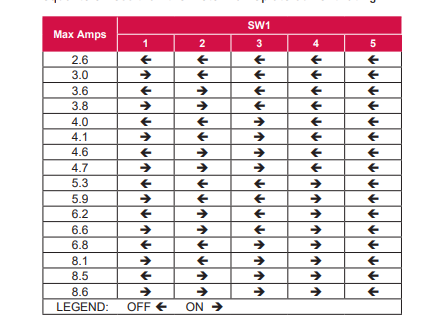 Max Amps
SW1
1 2 3 4 5
2.6 ← ← ← ← ←
3.0 → ← ← ← ←
3.6 ← → ← ← ←
3.8 → → ← ← ←
4.0 ← ← → ← ←
4.1 → ← → ← ←
4.6 ← → → ← ←
4.7 → → → ← ←
5.3 ← ← ← → ←
5.9 → ← ← → ←
6.2 ← → ← → ←
6.6 → → ← → ←
6.8 ← ← → → ←
8.1 → ← → → ←
8.5 ← → → → ←
8.6 → → → → ←
LEGEND: OFF ← ON →